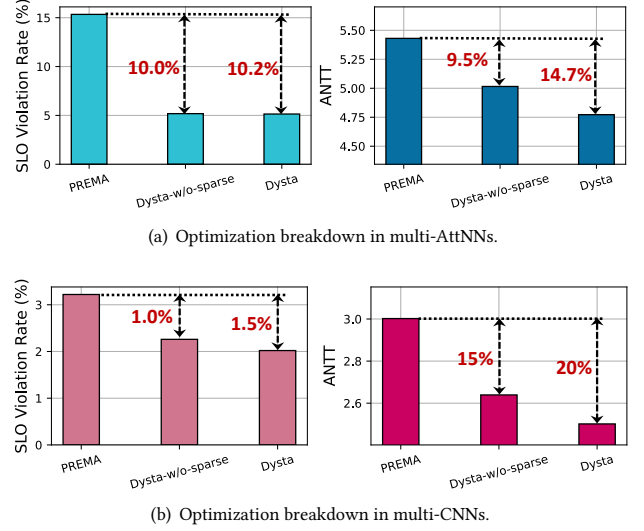 SLO Violation Rate (%)
15
10
5
0
10.0%
10.2%
PREMA
Dysta-w/o-sparse
Dysta
ANTT
5.50
5.25
5.00
4.75
4.50
9.5%
14.7%
PREMA
Dysta-w/o-sparse
Dysta
(a) Optimization breakdown in multi-AttNNs.
SLO Violation Rate (%)
3
2
1
0
1.0%
1.5%
PREMA
Dysta-w/o-sparse
Dysta
ANTT
3.0
2.8
2.6
15%
20%
PREMA
Dysta-w/o-sparse
Dysta
(b) Optimization breakdown in multi-CNNs.